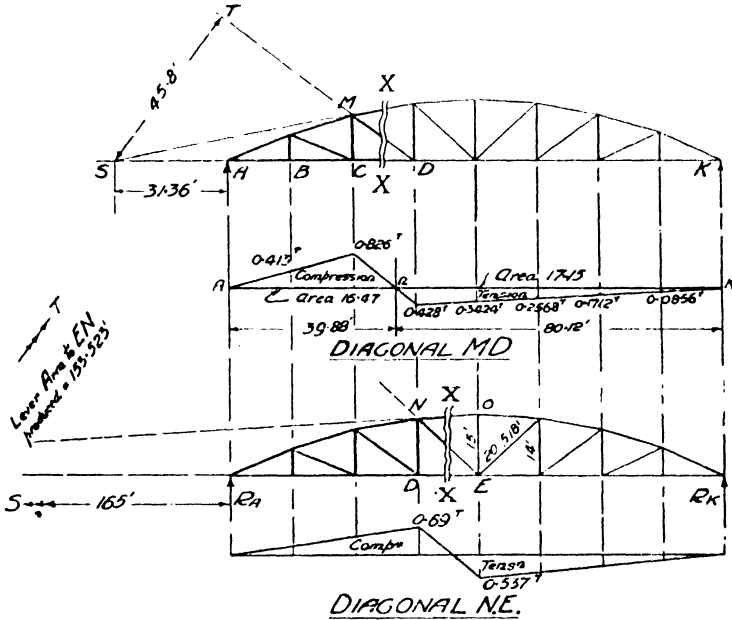 T
45·8'
M
X
S
A
B
C
X
D
K
31·36'
0·413ᵀ
0·826ᵀ
Compression
Area 16·47
Area 17·15
Tension
0·428ᵀ
0·3424ᵀ
0·2568ᵀ
0·1712ᵀ
0·0856ᵀ
A
R
K
39·88'
80·12'
DIAGONAL MD
T
Lever Arm to EN
produced = 153·523'
N
X
O
15'
20·518'
14'
S
165'
RA
D
X
E
RK
0·69ᵀ
Compn
Tensn
0·557ᵀ
DIAGONAL N.E.